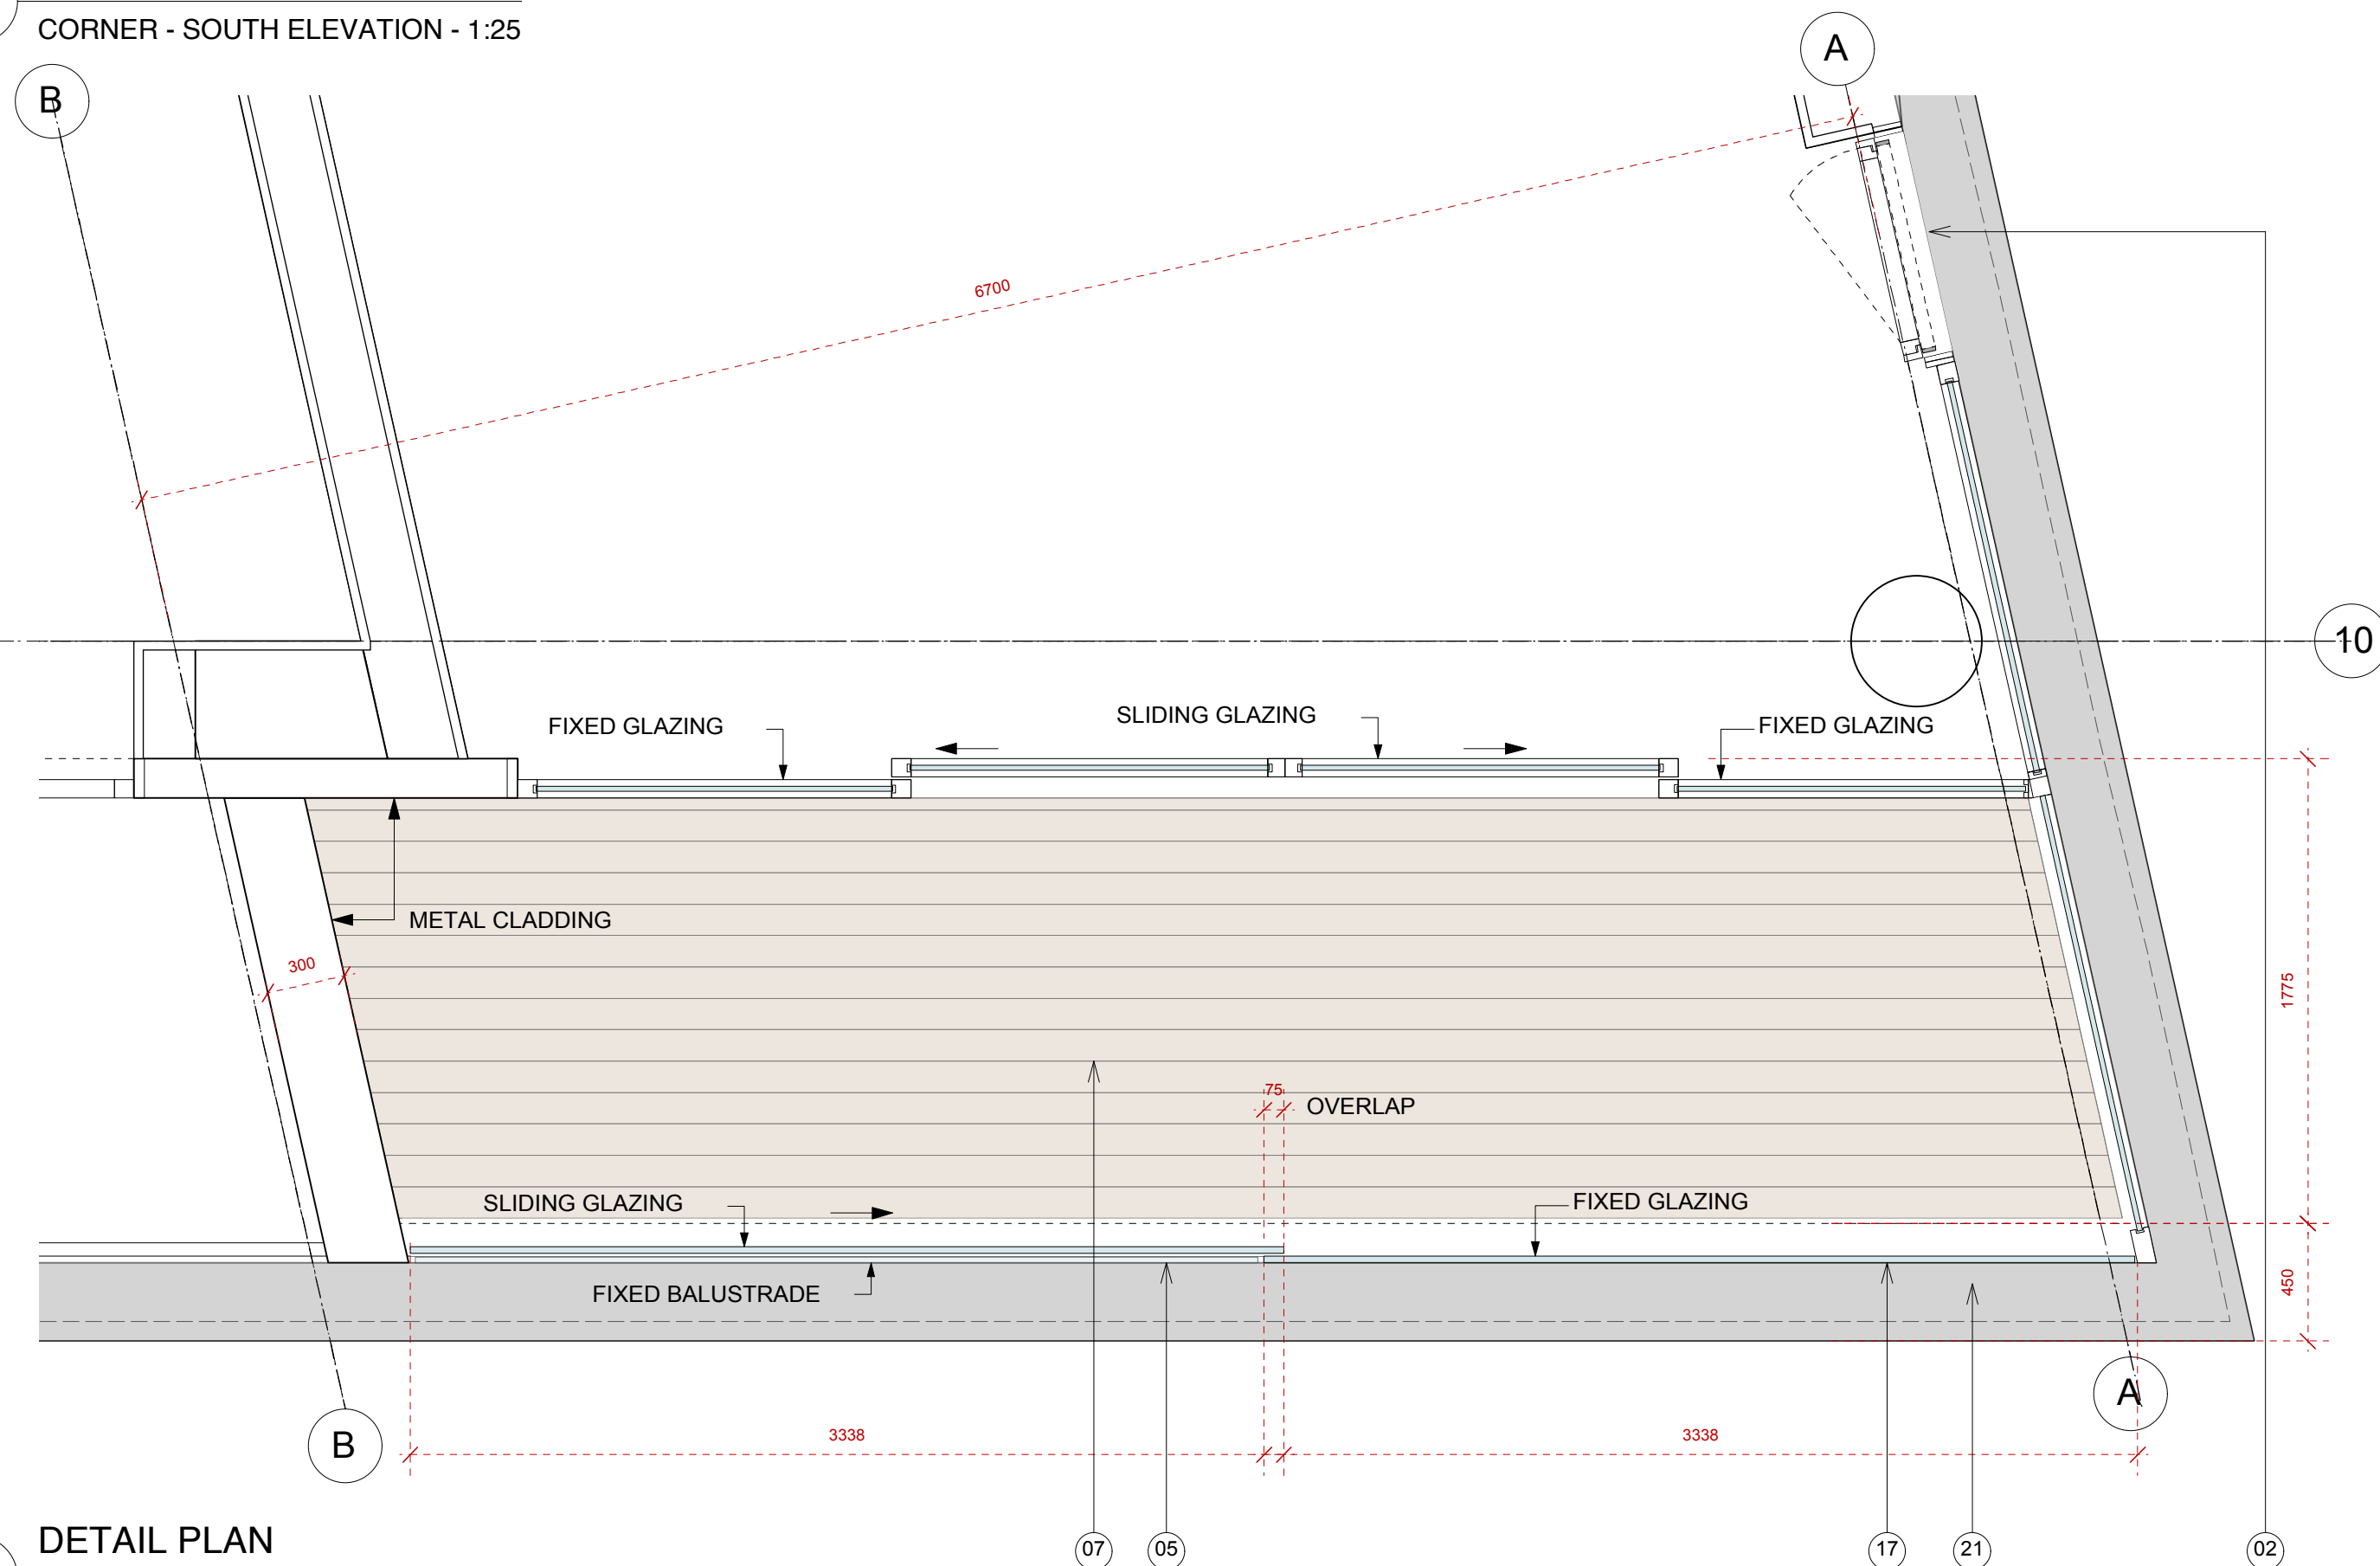 CORNER - SOUTH ELEVATION - 1:25
A
B
6700
10
SLIDING GLAZING
FIXED GLAZING
FIXED GLAZING
METAL CLADDING
300
1775
75
OVERLAP
SLIDING GLAZING
FIXED GLAZING
450
FIXED BALUSTRADE
A
B
3338
3338
DETAIL PLAN
07
05
17
21
02